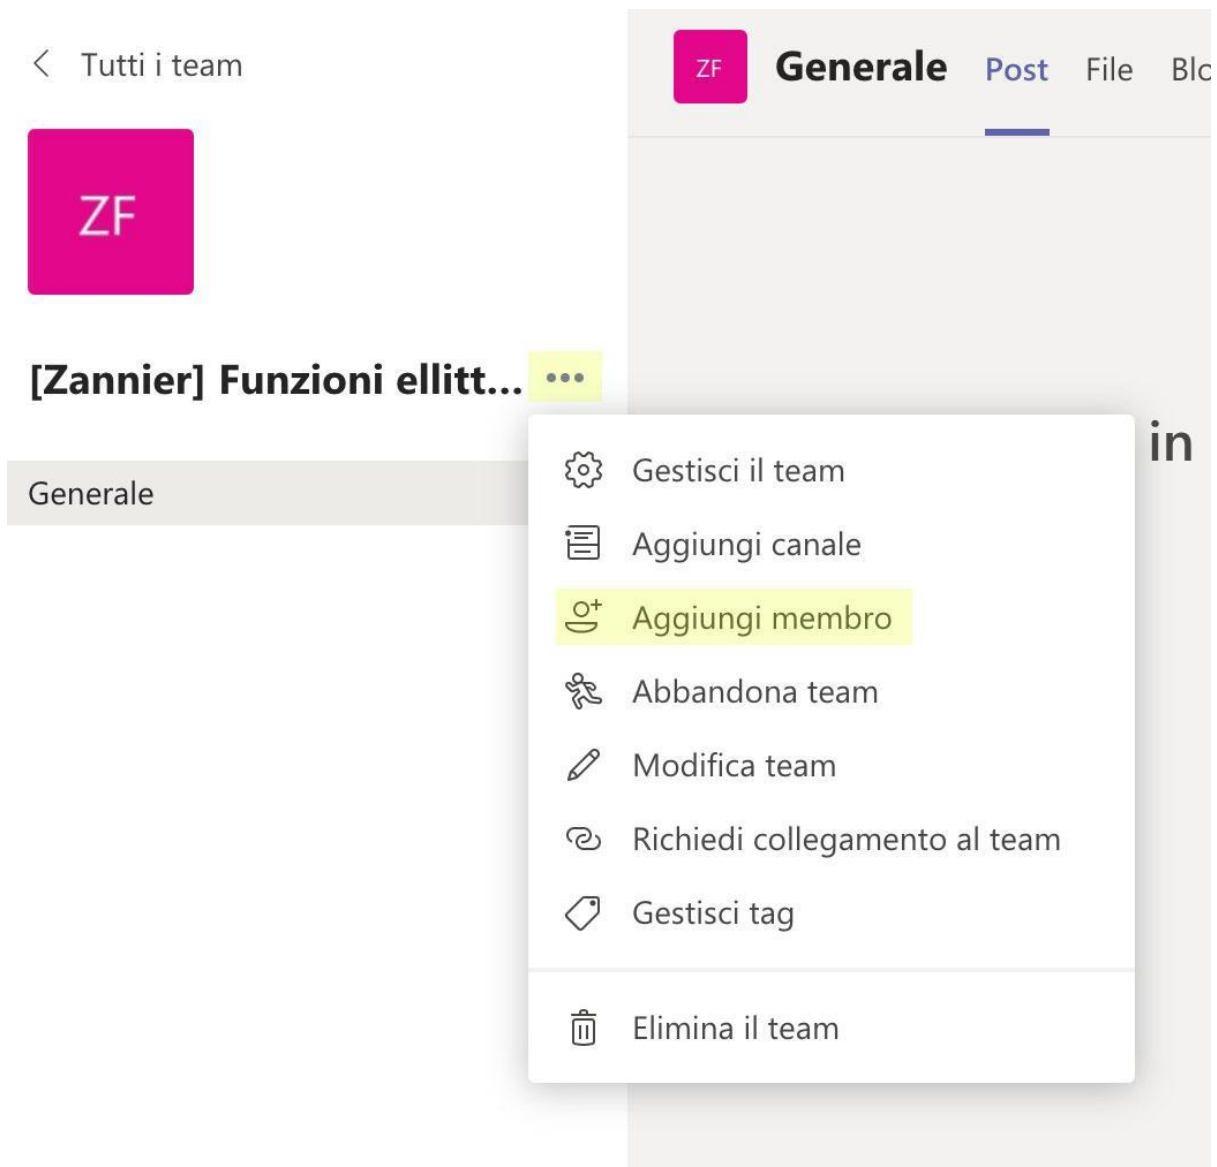 Tutti i team
ZF
[Zannier] Funzioni ellitt...
Generale
ZF Generale Post File Blo
in
Gestisci il team
Aggiungi canale
Aggiungi membro
Abbandona team
Modifica team
Richiedi collegamento al team
Gestisci tag
Elimina il team